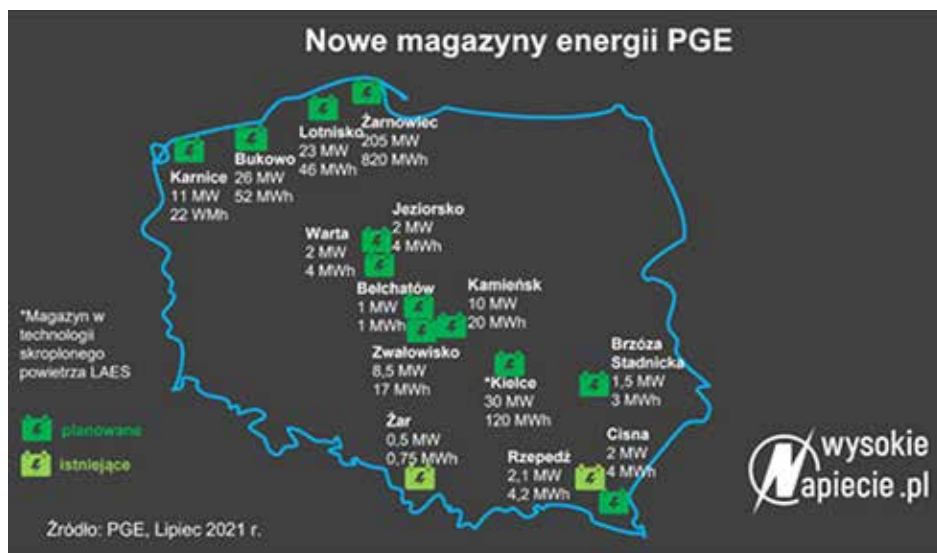 Nowe magazyny energii PGE
Lotnisko
23 MW
46 MWh
Żarnowiec
205 MW
820 MWh
Bukowo
26 MW
52 MWh
Karnice
11 MW
22 WMh
Jeziorsko
2 MW
4 MWh
Warta
2 MW
4 MWh
Bełchatów
1 MW
1 MWh
Kamieńsk
10 MW
20 MWh
Zwałowisko
8,5 MW
17 MWh
*Kielce
30 MW
120 MWh
Brzóza
Stadnicka
1,5 MW
3 MWh
Żar
0,5 MW
0,75 MWh
Rzepedź
2,1 MW
4,2 MWh
Cisna
2 MW
4 MWh
*Magazyn w
technologii
skroplonego
powietrza LAES
planowane
istniejące
wysokie
Napiecie.pl
Źródło: PGE, Lipiec 2021 r.